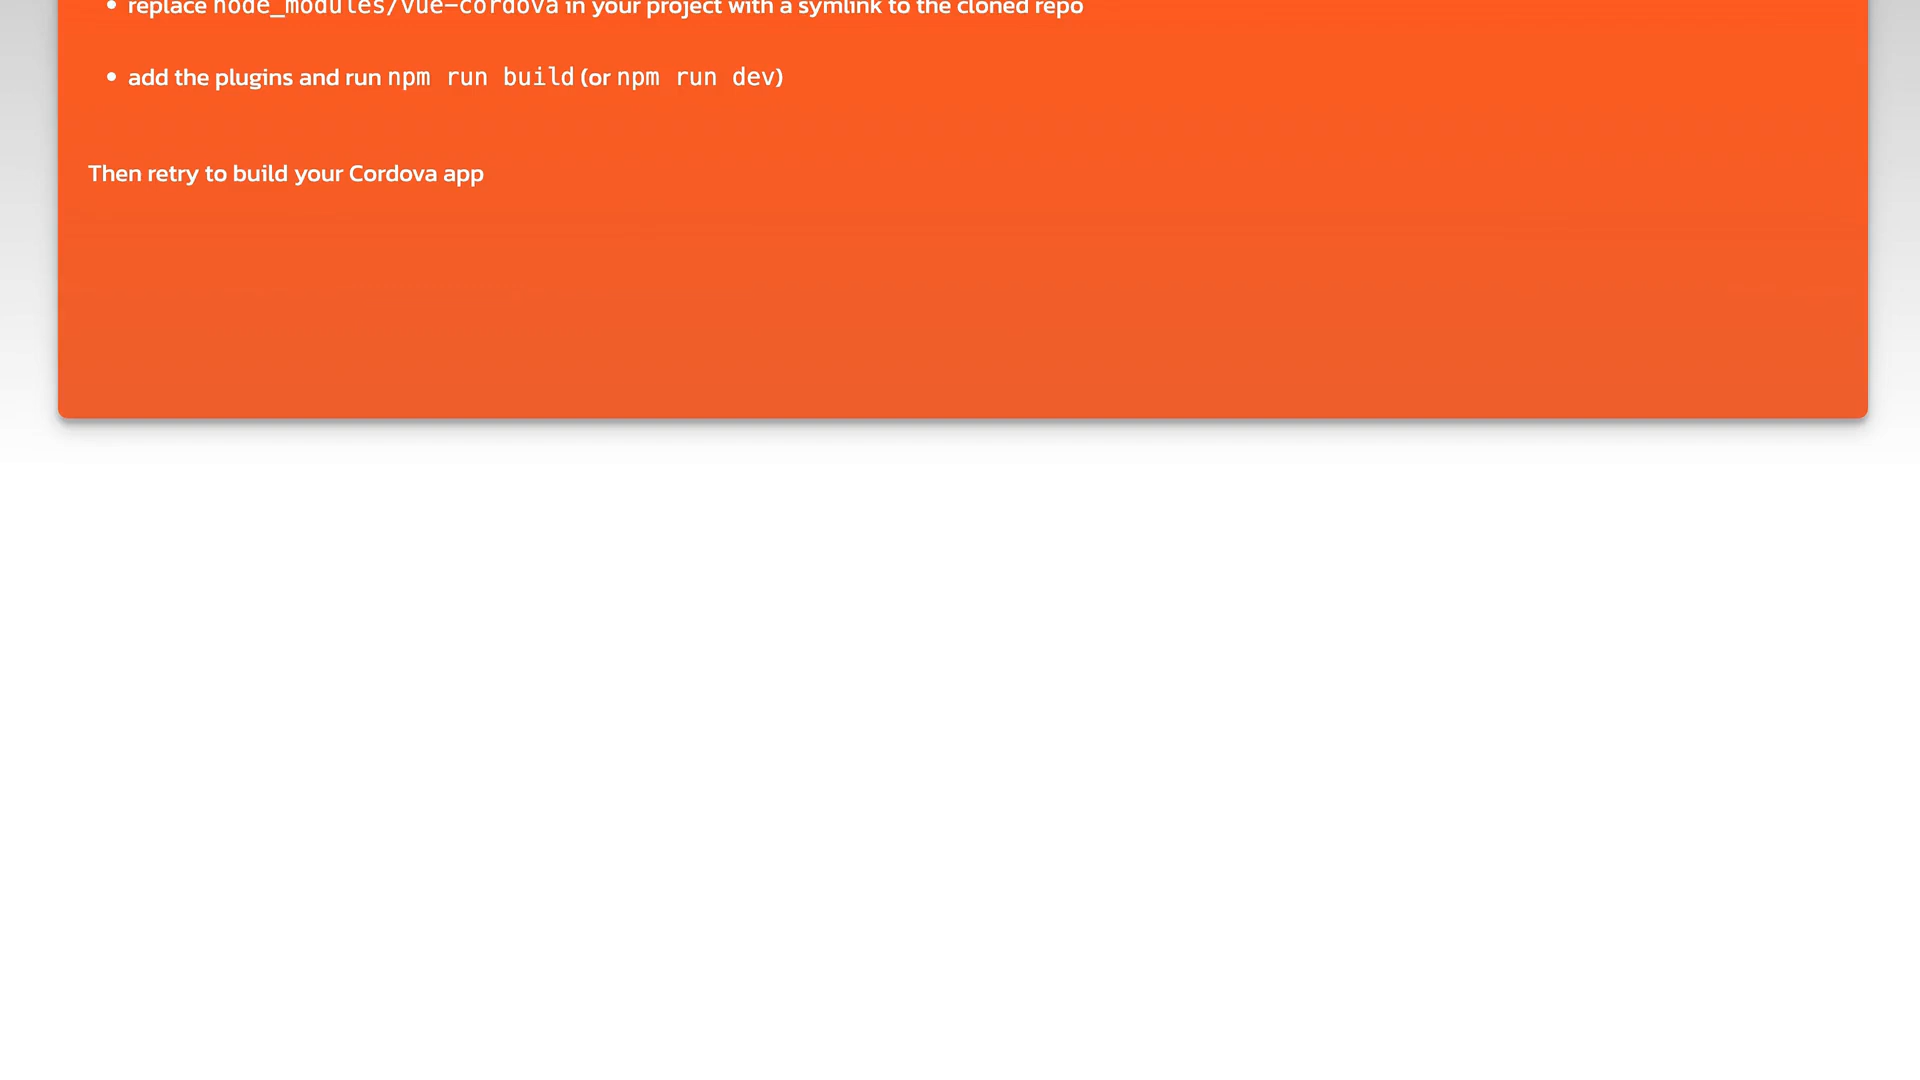 replace node_modules/vue-cordova in your project with a symlink to the cloned repo
add the plugins and run npm run build (or npm run dev)
Then retry to build your Cordova app